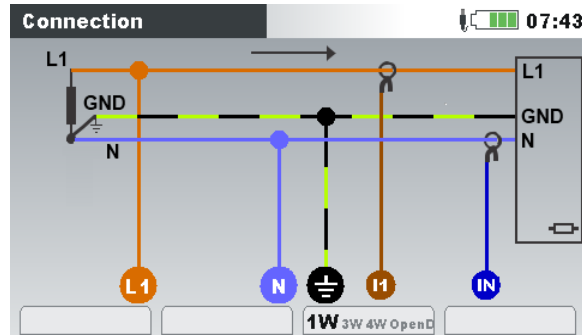 Connection 07:43
L1 L1
GND GND
N N
L1 N I1 IN
1W 3W 4W OpenD